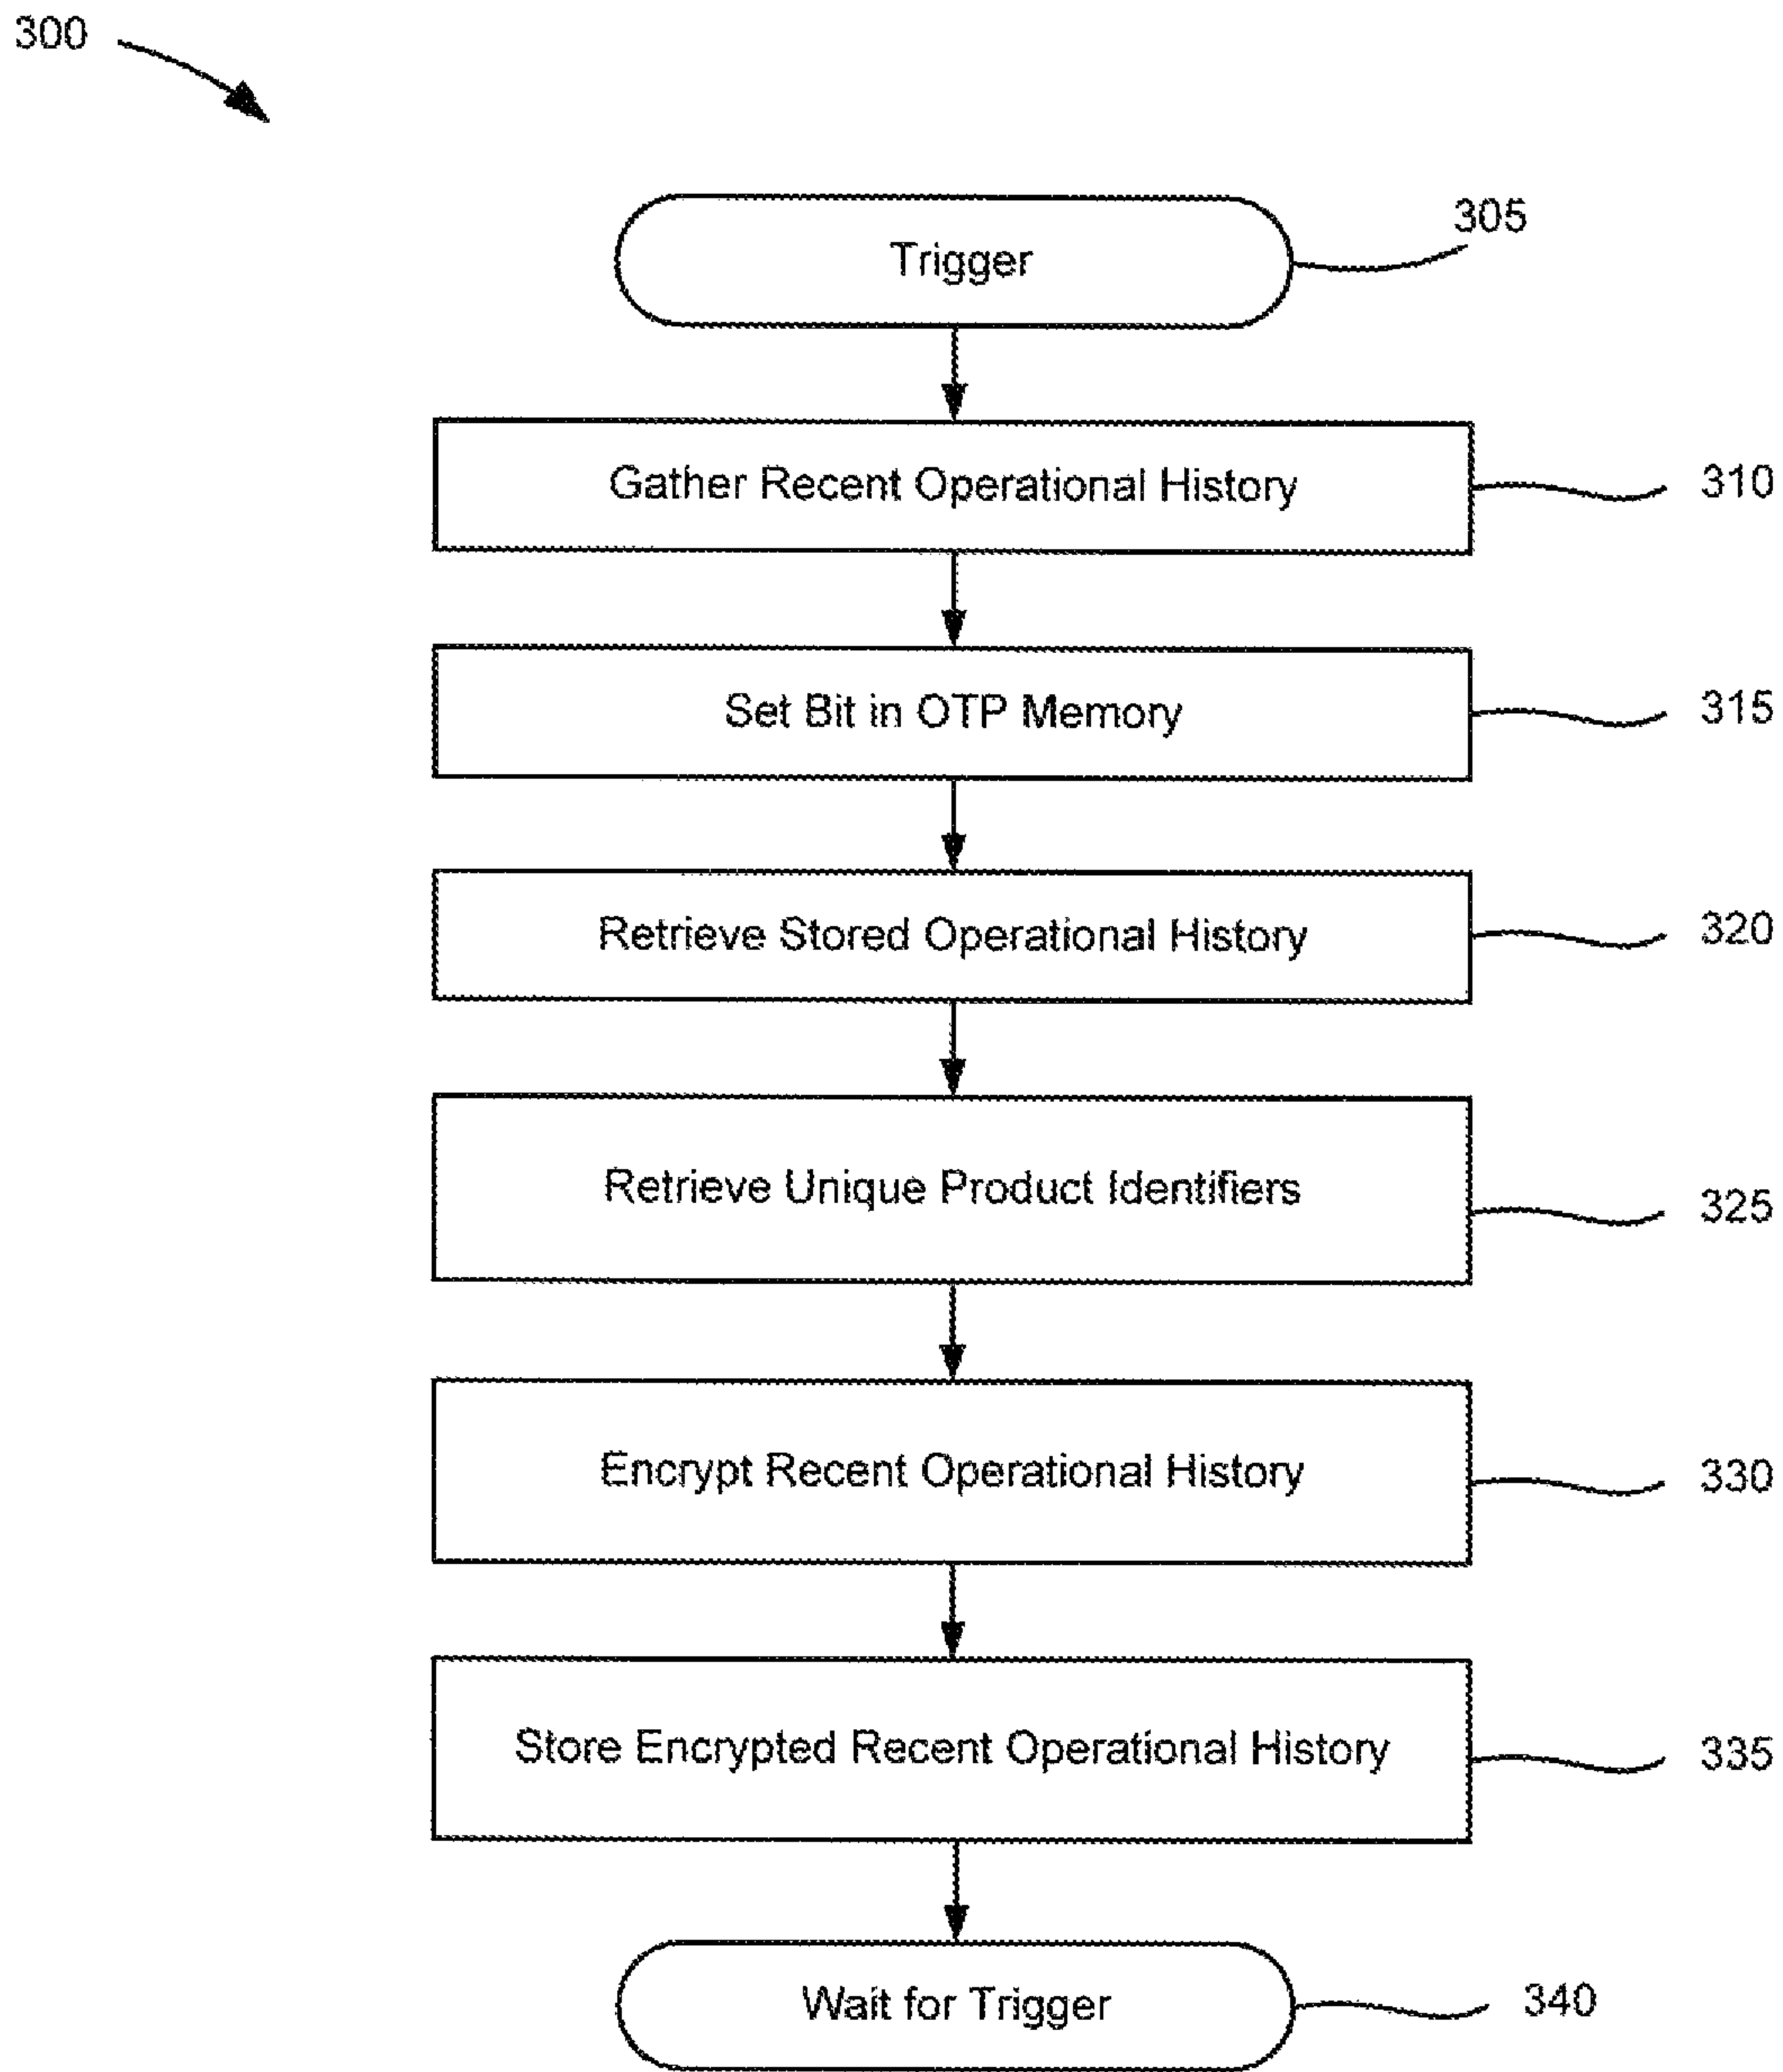 300
Trigger
305
Gather Recent Operational History
310
Set Bit in OTP Memory
315
Retrieve Stored Operational History
320
Retrieve Unique Product Identifiers
325
Encrypt Recent Operational History
330
Store Encrypted Recent Operational History
335
Wait for Trigger
340